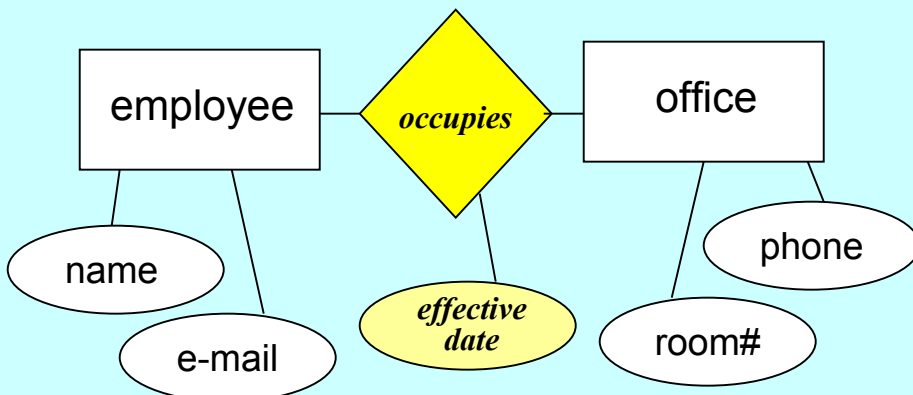 employee
occupies
office
name
e-mail
effective
date
room#
phone